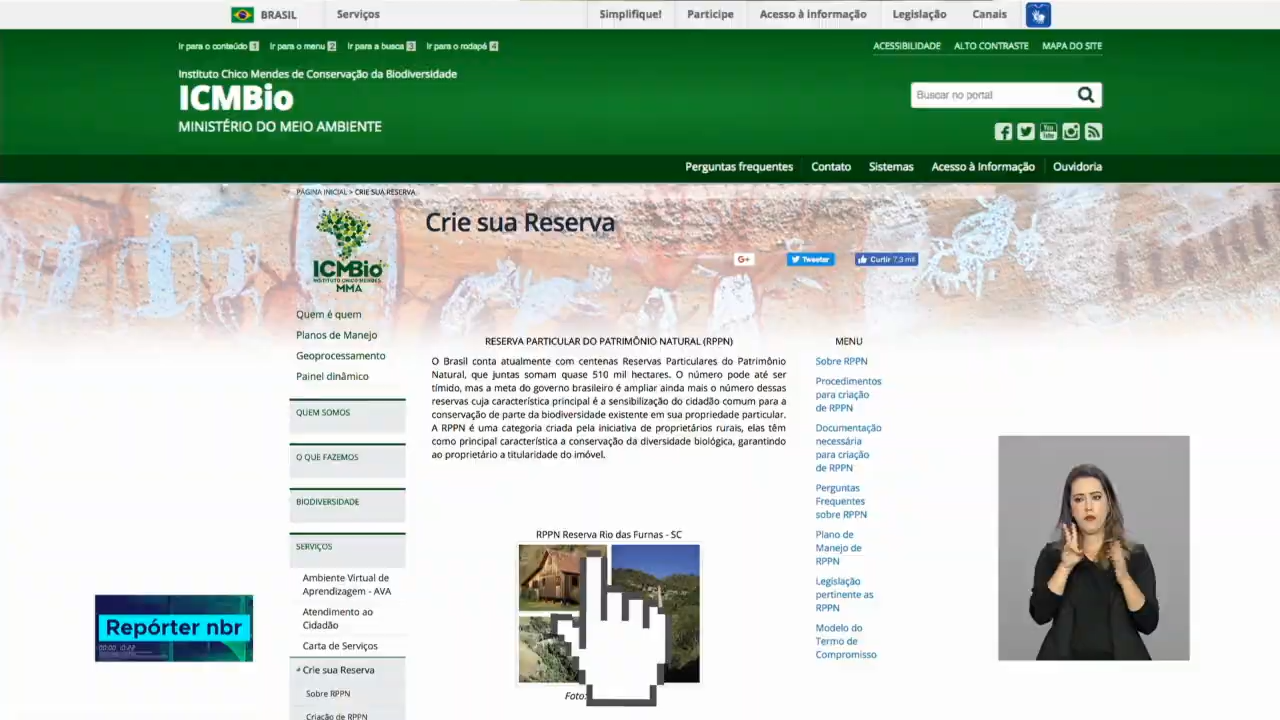 BRASIL
Serviços
Simplifique!
Participe
Acesso à informação
Legislação
Canais
Ir para o conteúdo 1
Ir para o menu 2
Ir para a busca 3
Ir para o rodapé 4
ACESSIBILIDADE
ALTO CONTRASTE
MAPA DO SITE
Instituto Chico Mendes de Conservação da Biodiversidade
ICMBio
MINISTÉRIO DO MEIO AMBIENTE
Buscar no portal
You Tube
Perguntas frequentes
Contato
Sistemas
Acesso à Informação
Ouvidoria
PÁGINA INICIAL > CRIE SUA RESERVA
Crie sua Reserva
ICMBio
INSTITUTO CHICO MENDES
MMA
G+
Tweetar
Curtir 7,3 mil
Quem é quem
Planos de Manejo
Geoprocessamento
Painel dinâmico
QUEM SOMOS
O QUE FAZEMOS
BIODIVERSIDADE
SERVIÇOS
Ambiente Virtual de
Aprendizagem - AVA
Atendimento ao
Cidadão
Carta de Serviços
Crie sua Reserva
Sobre RPPN
Criação de RPPN
RESERVA PARTICULAR DO PATRIMÔNIO NATURAL (RPPN)
O Brasil conta atualmente com centenas Reservas Particulares do Patrimônio
Natural, que juntas somam quase 510 mil hectares. O número pode até ser
tímido, mas a meta do governo brasileiro é ampliar ainda mais o número dessas
reservas cuja característica principal é a sensibilização do cidadão comum para a
conservação de parte da biodiversidade existente em sua propriedade particular.
A RPPN é uma categoria criada pela iniciativa de proprietários rurais, elas têm
como principal característica a conservação da diversidade biológica, garantindo
ao proprietário a titularidade do imóvel.
RPPN Reserva Rio das Furnas - SC
Foto:
MENU
Sobre RPPN
Procedimentos
para criação
de RPPN
Documentação
necessária
para criação
de RPPN
Perguntas
Frequentes
sobre RPPN
Plano de
Manejo de
RPPN
Legislação
pertinente as
RPPN
Modelo do
Termo de
Compromisso
Repórter nbr